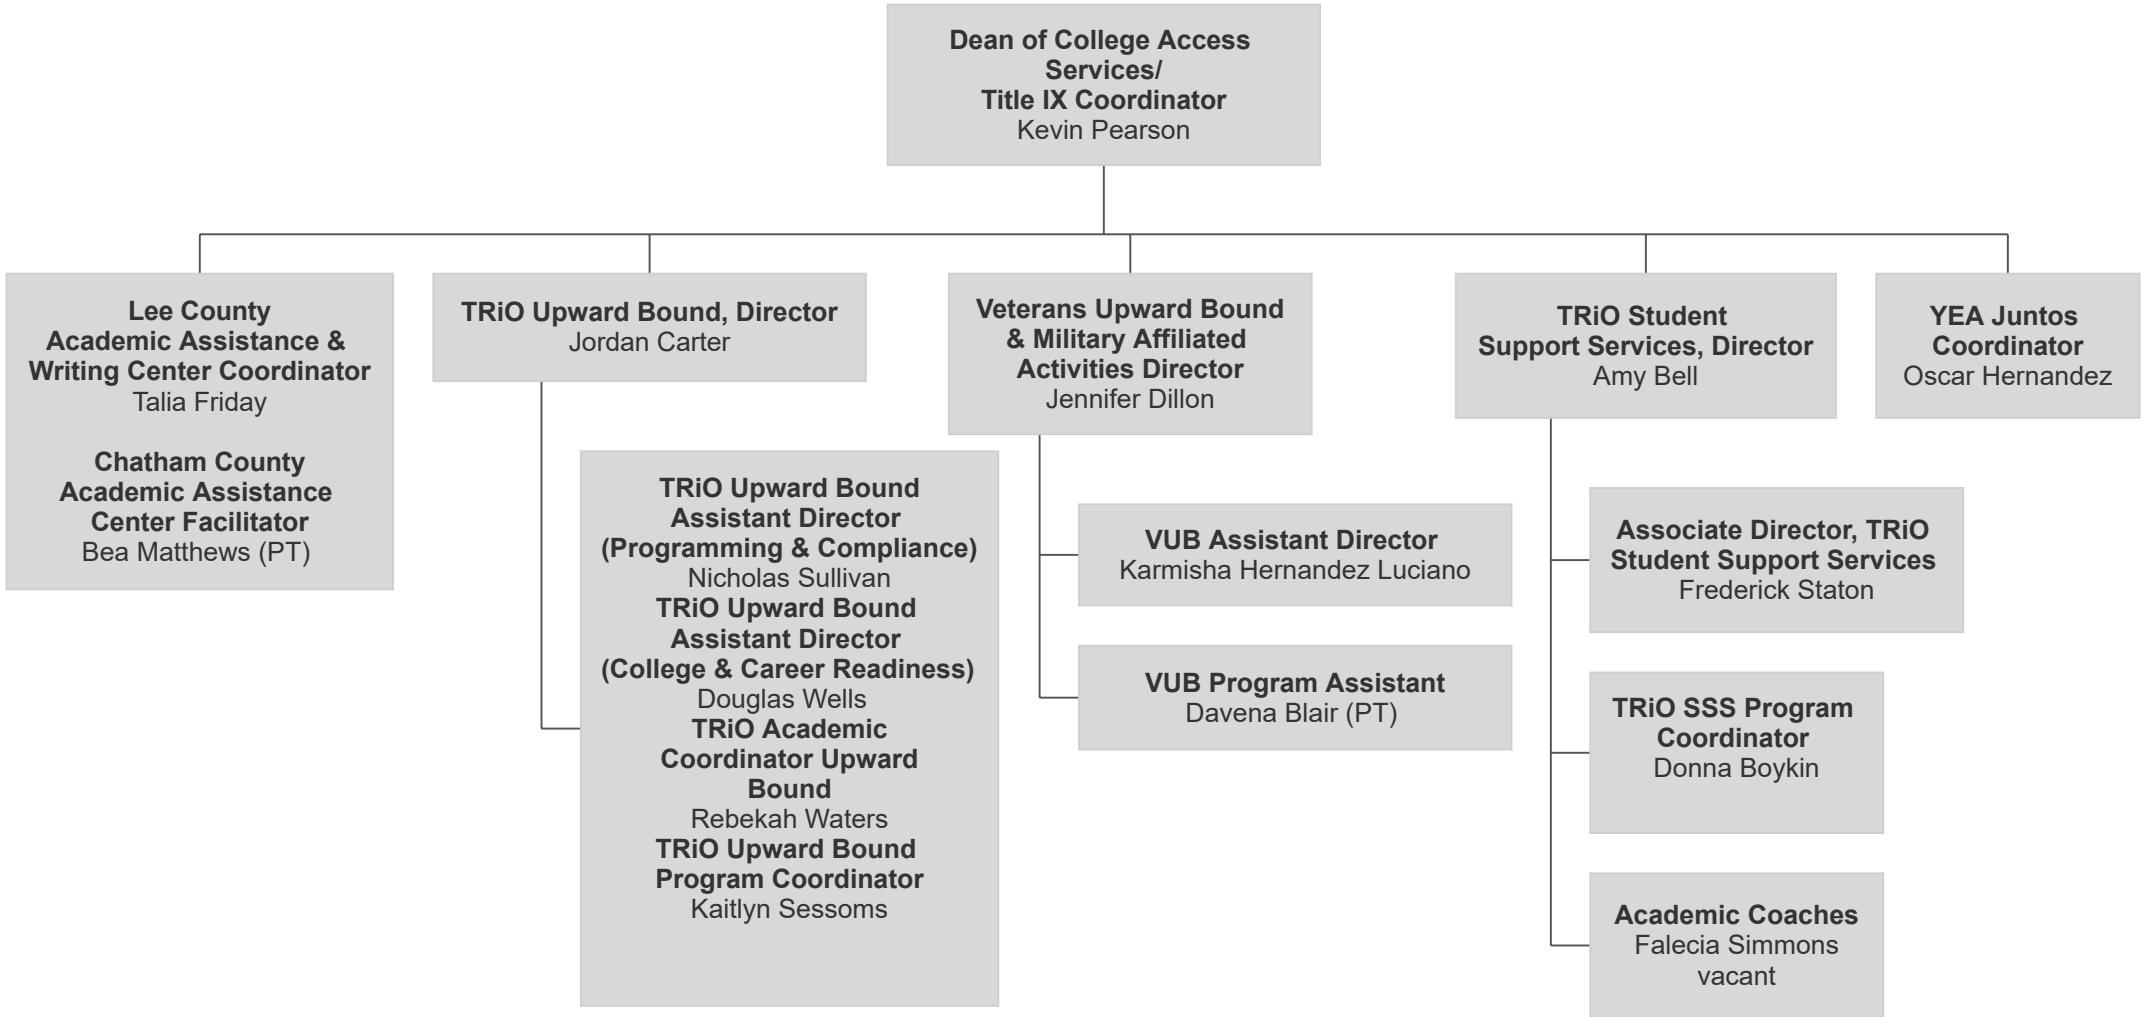 Dean of College Access
Services/
Title IX Coordinator
Kevin Pearson
Lee County
Academic Assistance &
Writing Center Coordinator
Talia Friday
Chatham County
Academic Assistance
Center Facilitator
Bea Matthews (PT)
TRiO Upward Bound, Director
Jordan Carter
TRiO Upward Bound
Assistant Director
(Programming & Compliance)
Nicholas Sullivan
TRiO Upward Bound
Assistant Director
(College & Career Readiness)
Douglas Wells
TRiO Academic
Coordinator Upward
Bound
Rebekah Waters
TRiO Upward Bound
Program Coordinator
Kaitlyn Sessoms
Veterans Upward Bound
& Military Affiliated
Activities Director
Jennifer Dillon
VUB Assistant Director
Karmisha Hernandez Luciano
VUB Program Assistant
Davena Blair (PT)
TRiO Student
Support Services, Director
Amy Bell
Associate Director, TRiO
Student Support Services
Frederick Staton
TRiO SSS Program
Coordinator
Donna Boykin
Academic Coaches
Falecia Simmons
vacant
YEA Juntos
Coordinator
Oscar Hernandez